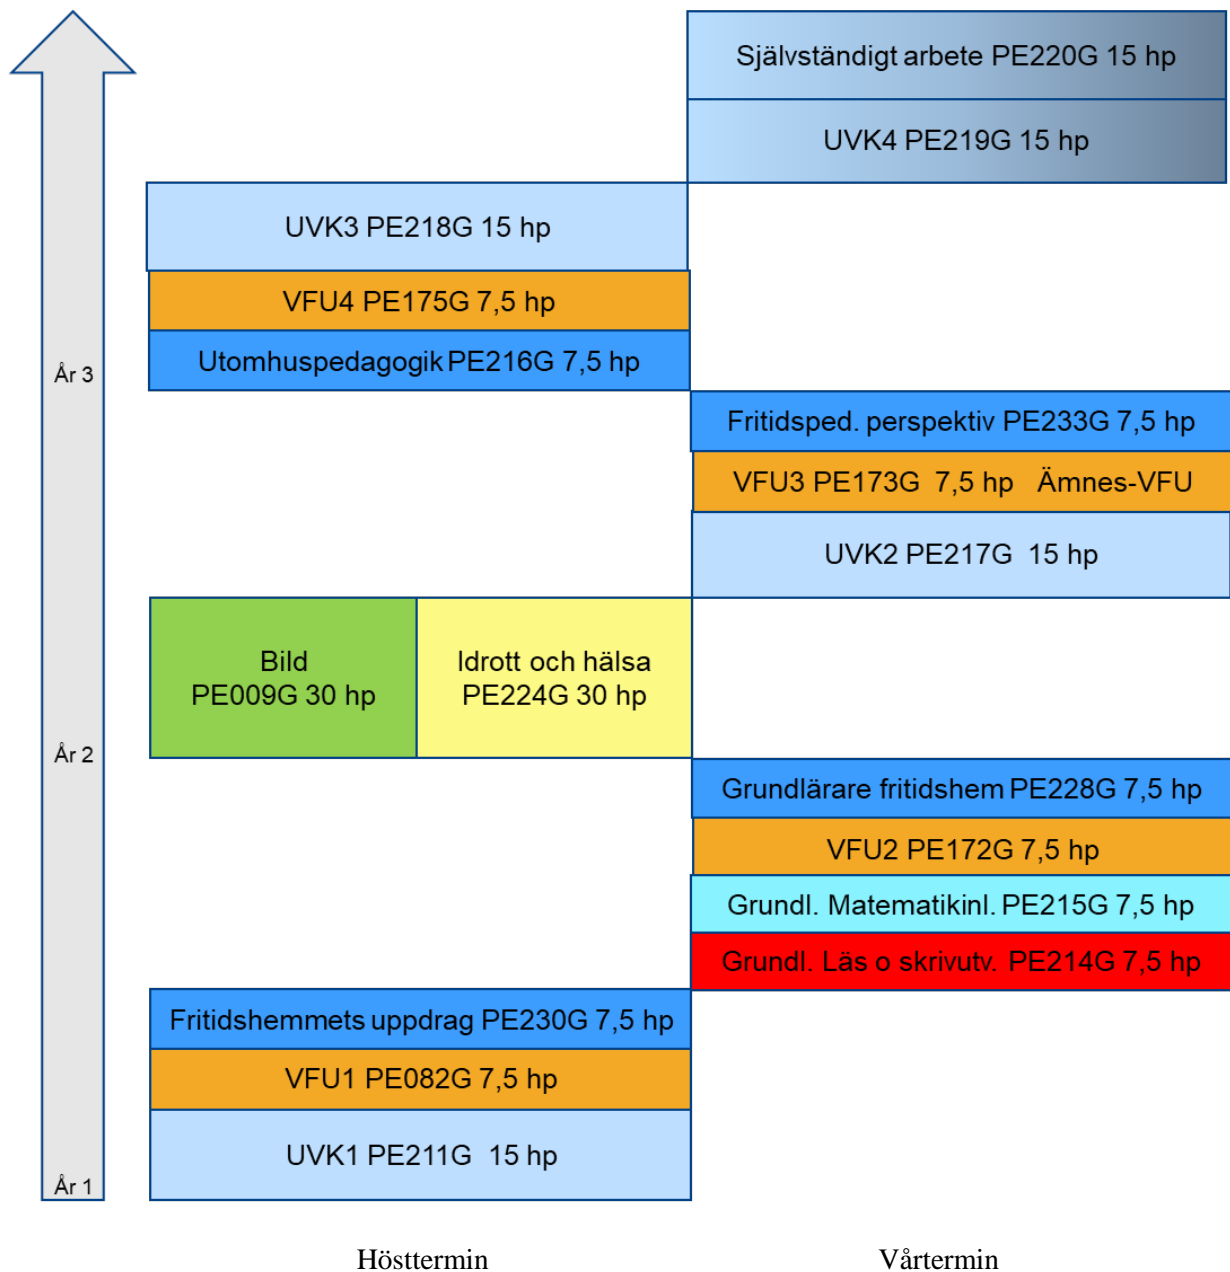 Självständigt arbete PE220G 15 hp
UVK4 PE219G 15 hp
UVK3 PE218G 15 hp
VFU4 PE175G 7,5 hp
Utomhuspedagogik PE216G 7,5 hp
År 3
Fritidsped. perspektiv PE233G 7,5 hp
VFU3 PE173G 7,5 hp Ämnes-VFU
UVK2 PE217G 15 hp
Bild
PE009G 30 hp
Idrott och hälsa
PE224G 30 hp
År 2
Grundlärare fritidshem PE228G 7,5 hp
VFU2 PE172G 7,5 hp
Grundl. Matematikinl. PE215G 7,5 hp
Grundl. Läs o skrivutv. PE214G 7,5 hp
Fritidshemmets uppdrag PE230G 7,5 hp
VFU1 PE082G 7,5 hp
UVK1 PE211G 15 hp
År 1
Hösttermin
Vårtermin